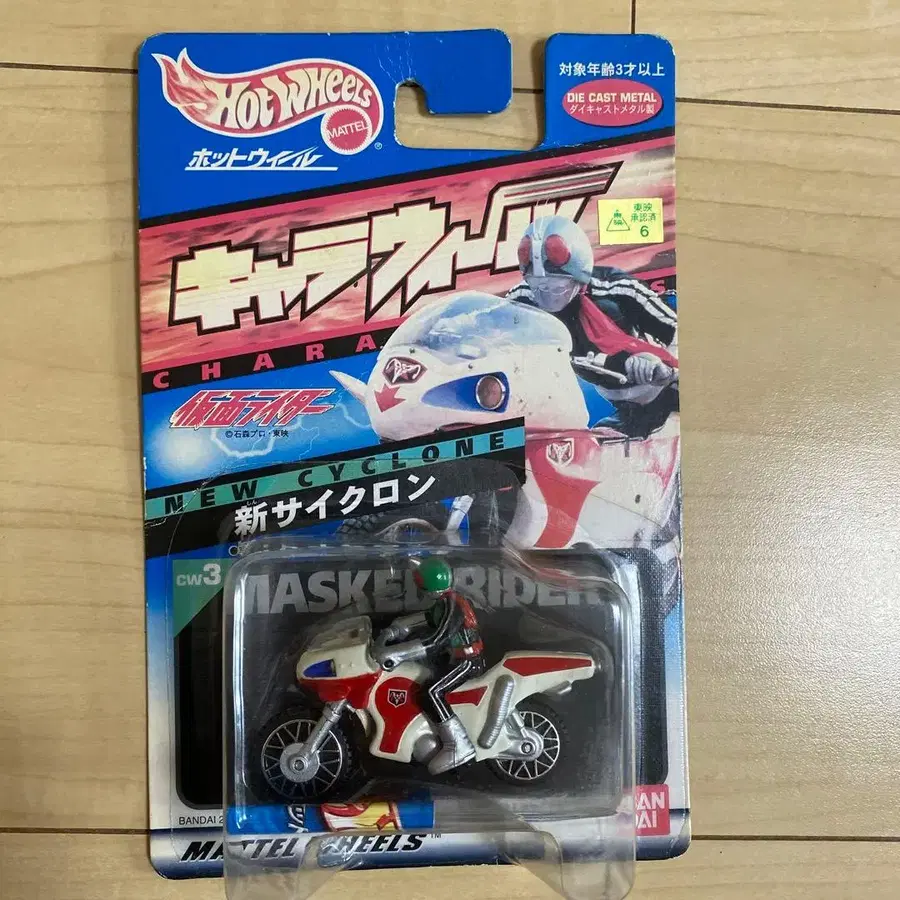 HOT WHEELS
MATTEL
®
ホットウィール
対象年齢3才以上
DIE CAST METAL
ダイキャストメタル製
キャラウィール
東映
承認済
6
CHARA
S
仮面ライダー
©石森プロ・東映
NEW CYCLONE
新サイクロン
CW3
MASKED RIDER
BANDAI 2
MATTEL WHEELS™
BANDAI